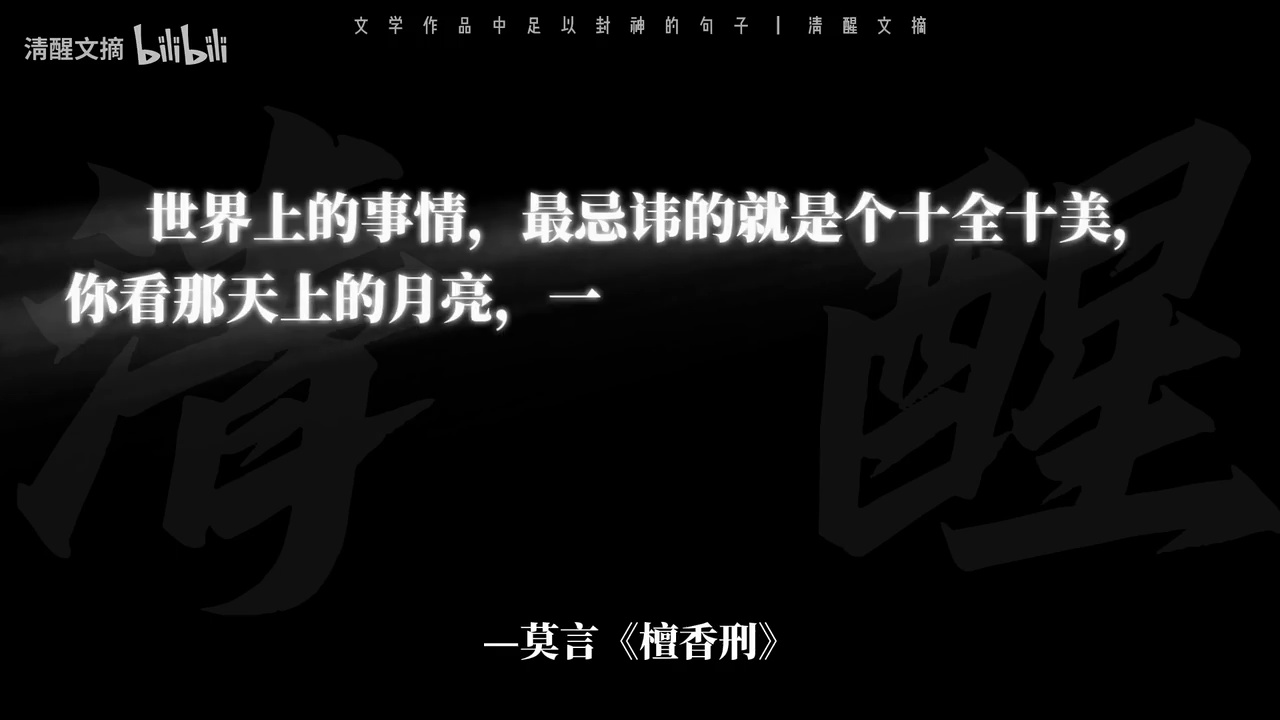 文学作品中足以封神的句子 | 清醒文摘
清醒文摘 bilibili
清醒
世界上的事情，最忌讳的就是个十全十美，
你看那天上的月亮，一
—莫言《檀香刑》